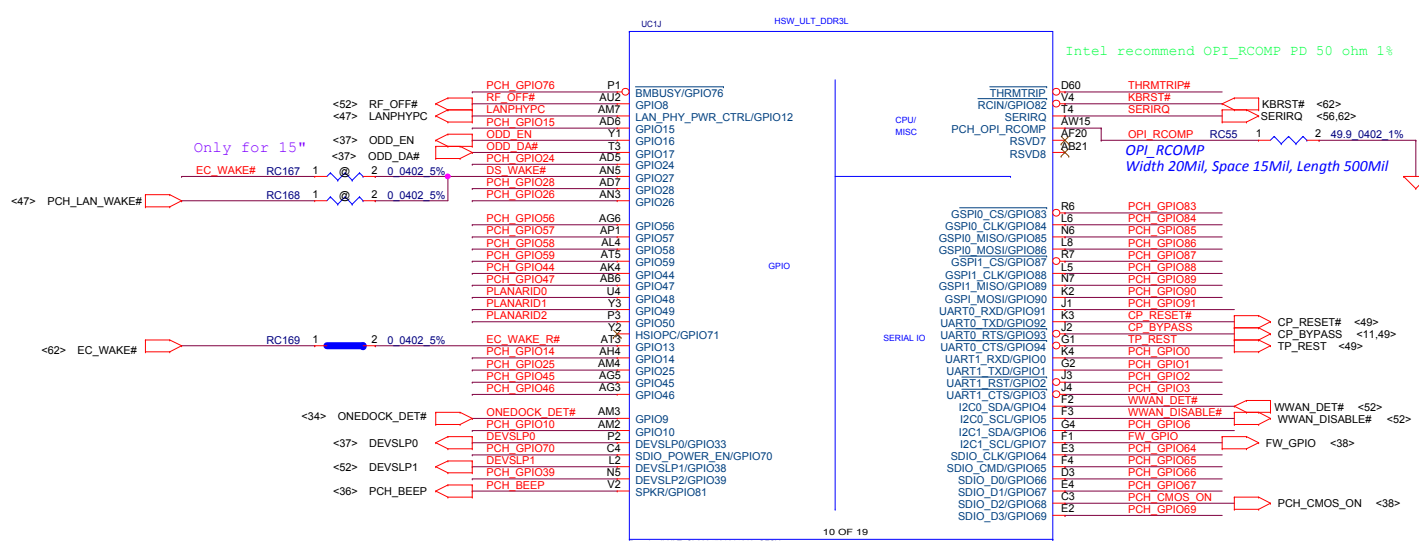 UC1J
HSW_ULT_DDR3L
Intel recommend OPI_RCOMP PD 50 ohm 1%
PCH_GPIO76 P1 BMBUSY/GPIO76
<52> RF_OFF# RF_OFF# AU2 GPIO8
<47> LANPHYPC LANPHYPC AM7 LAN_PHY_PWR_CTRL/GPIO12
PCH_GPIO15 AD6 GPIO15
<37> ODD_EN ODD_EN Y1 GPIO16
Only for 15"
<37> ODD_DA# ODD_DA# T3 GPIO17
PCH_GPIO24 AD5 GPIO24
EC_WAKE# RC167 1 @ 2 0_0402_5% DS_WAKE# AN5 GPIO27
PCH_GPIO28 AD7 GPIO28
<47> PCH_LAN_WAKE# RC168 1 @ 2 0_0402_5% PCH_GPIO26 AN3 GPIO26
PCH_GPIO56 AG6 GPIO56
PCH_GPIO57 AP1 GPIO57
PCH_GPIO58 AL4 GPIO58
PCH_GPIO59 AT5 GPIO59
PCH_GPIO44 AK4 GPIO44
PCH_GPIO47 AB6 GPIO47
PLANARID0 U4 GPIO48
PLANARID1 Y3 GPIO49
PLANARID2 P3 GPIO50
Y2 HSIOPC/GPIO71
<62> EC_WAKE# RC169 1 2 0_0402_5% EC_WAKE_R# AT3 GPIO13
PCH_GPIO14 AH4 GPIO14
PCH_GPIO25 AM4 GPIO25
PCH_GPIO45 AG5 GPIO45
PCH_GPIO46 AG3 GPIO46
<34> ONEDOCK_DET# ONEDOCK_DET# AM3 GPIO9
PCH_GPIO10 AM2 GPIO10
<37> DEVSLP0 DEVSLP0 P2 DEVSLP0/GPIO33
PCH_GPIO70 C4 SDIO_POWER_EN/GPIO70
<52> DEVSLP1 DEVSLP1 L2 DEVSLP1/GPIO38
PCH_GPIO39 N5 DEVSLP2/GPIO39
<36> PCH_BEEP PCH_BEEP V2 SPKR/GPIO81
GPIO
CPU/
MISC
SERIAL IO
THRMTRIP D60 THRMTRIP#
RCIN/GPIO82 V4 KBRST# KBRST# <62>
SERIRQ T4 SERIRQ SERIRQ <56,62>
PCH_OPI_RCOMP AW15 OPI_RCOMP RC55 1 2 49.9_0402_1%
RSVD7 AF20
RSVD8 AB21
OPI_RCOMP
Width 20Mil, Space 15Mil, Length 500Mil
GSPI0_CS/GPIO83 R6 PCH_GPIO83
GSPI0_CLK/GPIO84 L6 PCH_GPIO84
GSPI0_MISO/GPIO85 N6 PCH_GPIO85
GSPI0_MOSI/GPIO86 L8 PCH_GPIO86
GSPI1_CS/GPIO87 R7 PCH_GPIO87
GSPI1_CLK/GPIO88 L5 PCH_GPIO88
GSPI1_MISO/GPIO89 N7 PCH_GPIO89
GSPI_MOSI/GPIO90 K2 PCH_GPIO90
UART0_RXD/GPIO91 J1 PCH_GPIO91
UART0_TXD/GPIO92 K3 CP_RESET# CP_RESET# <49>
UART0_RTS/GPIO93 J2 CP_BYPASS CP_BYPASS <11,49>
UART0_CTS/GPIO94 G1 TP_REST TP_REST <49>
UART1_RXD/GPIO0 K4 PCH_GPIO0
UART1_TXD/GPIO1 G2 PCH_GPIO1
UART1_RST/GPIO2 J3 PCH_GPIO2
UART1_CTS/GPIO3 J4 PCH_GPIO3
I2C0_SDA/GPIO4 F2 WWAN_DET# WWAN_DET# <52>
I2C0_SCL/GPIO5 F3 WWAN_DISABLE# WWAN_DISABLE# <52>
I2C1_SDA/GPIO6 G4 PCH_GPIO6
I2C1_SCL/GPIO7 F1 FW_GPIO FW_GPIO <38>
SDIO_CLK/GPIO64 E3 PCH_GPIO64
SDIO_CMD/GPIO65 F4 PCH_GPIO65
SDIO_D0/GPIO66 D3 PCH_GPIO66
SDIO_D1/GPIO67 E4 PCH_GPIO67
SDIO_D2/GPIO68 C3 PCH_CMOS_ON PCH_CMOS_ON <38>
SDIO_D3/GPIO69 E2 PCH_GPIO69
10 OF 19